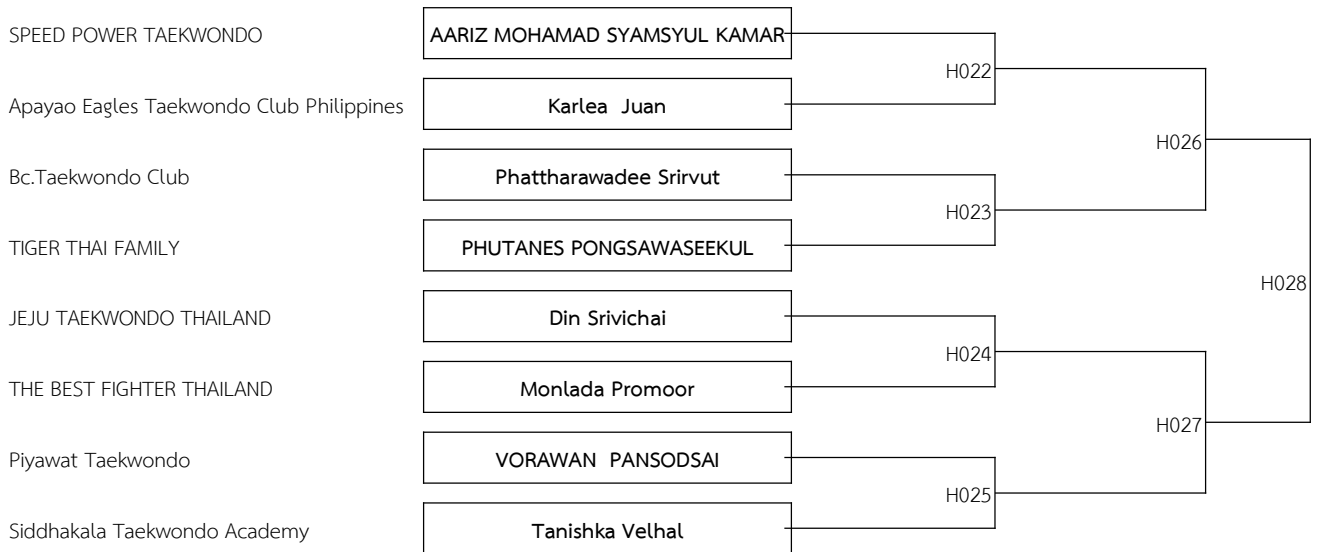 SPEED POWER TAEKWONDO AARIZ MOHAMAD SYAMSYUL KAMAR
H022
Apayao Eagles Taekwondo Club Philippines Karlea Juan
H026
Bc.Taekwondo Club Phattharawadee Srirvut
H023
TIGER THAI FAMILY PHUTANES PONGSAWASEEKUL
H028
JEJU TAEKWONDO THAILAND Din Srivichai
H024
THE BEST FIGHTER THAILAND Monlada Promoor
H027
Piyawat Taekwondo VORAWAN PANSODSAI
H025
Siddhakala Taekwondo Academy Tanishka Velhal